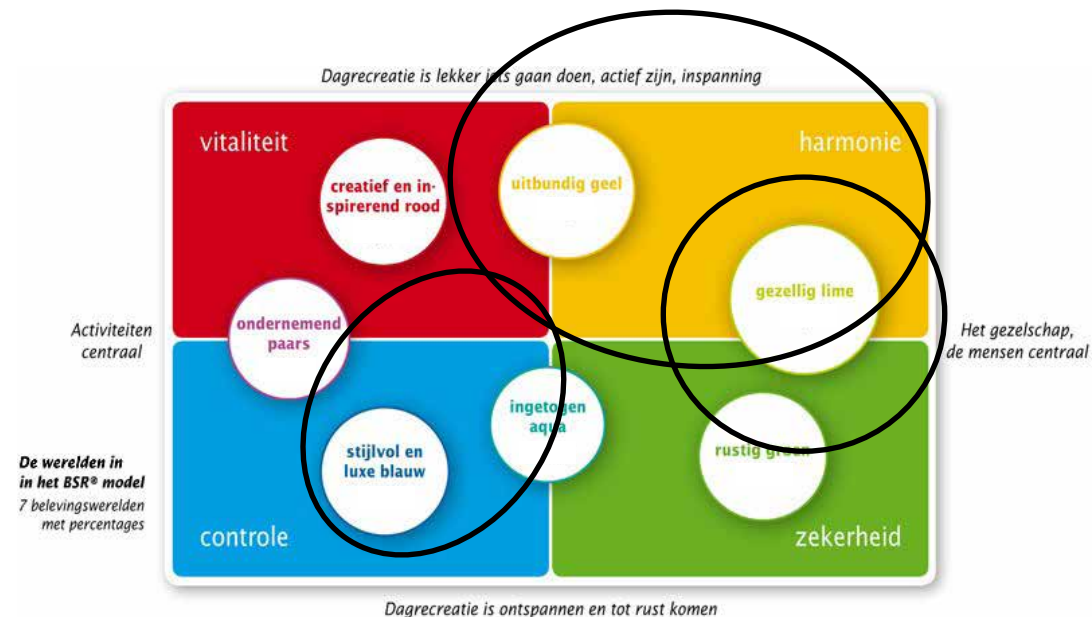 Dagrecreatie is lekker iets gaan doen, actief zijn, inspanning
vitaliteit
harmonie
creatief en in-
spirerend rood
uitbundig geel
gezellig lime
ondernemend
paars
Activiteiten
centraal
Het gezelschap,
de mensen centraal
ingetogen
aqua
stijlvol en
luxe blauw
rustig groen
De werelden in
in het BSR® model
7 belevingswerelden
met percentages
controle
zekerheid
Dagrecreatie is ontspannen en tot rust komen